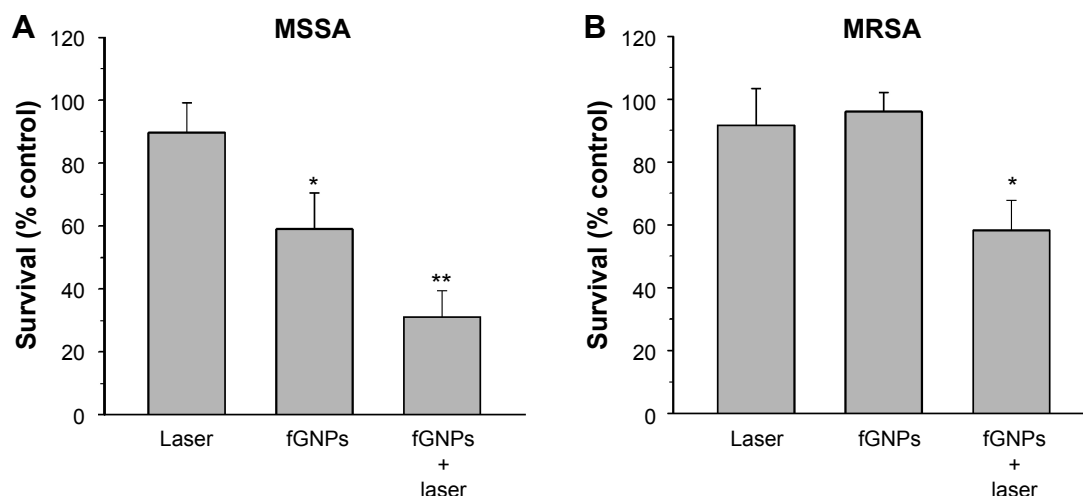 A
MSSA
Survival (% control)
120
100
80
60
40
20
0
*
**
Laser
fGNPs
fGNPs
+
laser
B
MRSA
Survival (% control)
120
100
80
60
40
20
0
*
Laser
fGNPs
fGNPs
+
laser